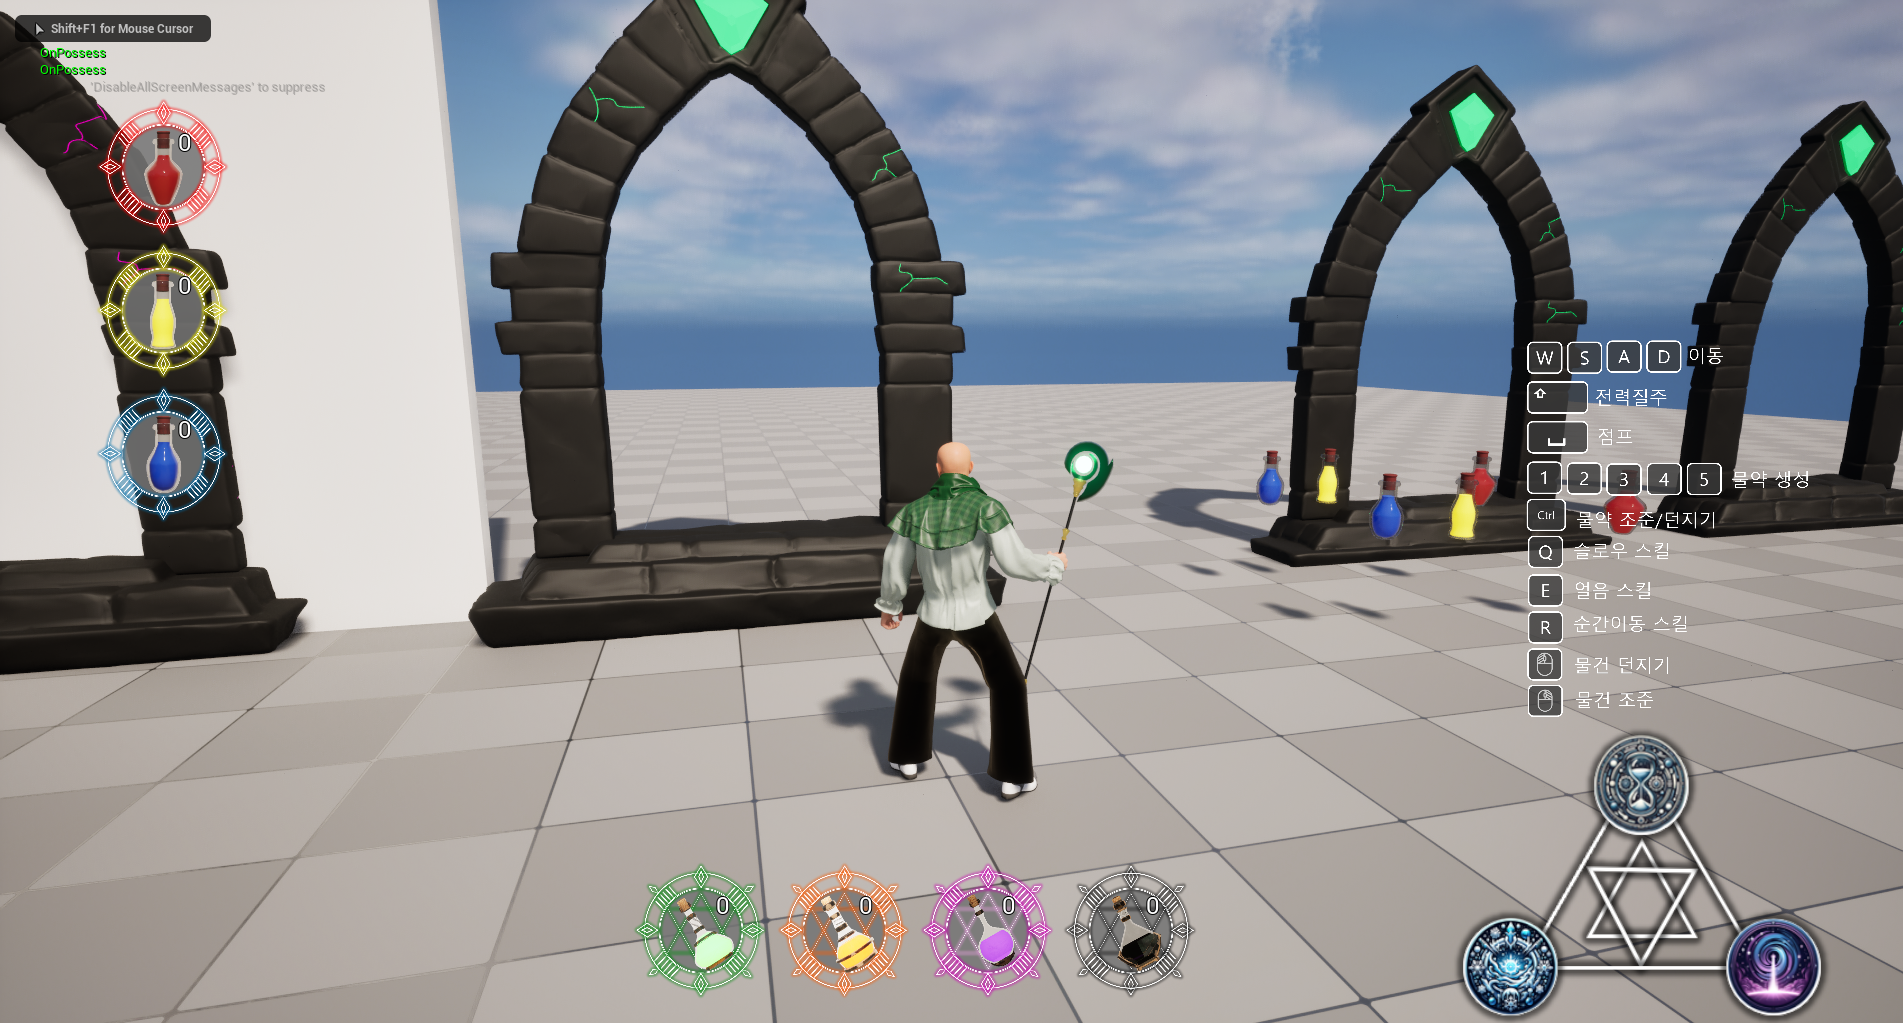 Shift+F1 for Mouse Cursor
OnPossess
OnPossess
'DisableAllScreenMessages' to suppress
0
0
0
W S A D 이동
전력질주
점프
1 2 3 4 5 물약 생성
Ctrl 물약 조준/던지기
Q 슬로우 스킬
E 얼음 스킬
R 순간이동 스킬
물건 던지기
물건 조준
0 0 0 0